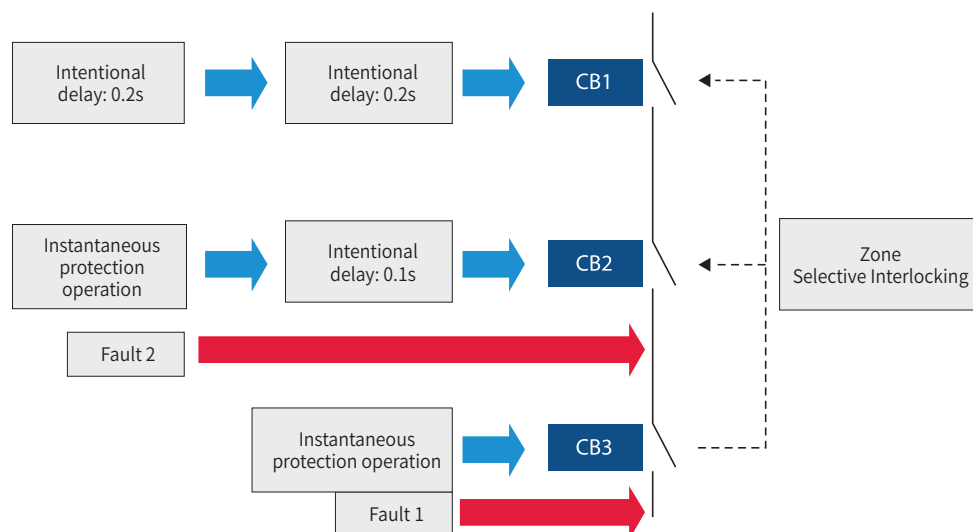 Intentional
delay: 0.2s
Intentional
delay: 0.2s
CB1
Instantaneous
protection
operation
Intentional
delay: 0.1s
CB2
Zone
Selective Interlocking
Fault 2
Instantaneous
protection operation
CB3
Fault 1